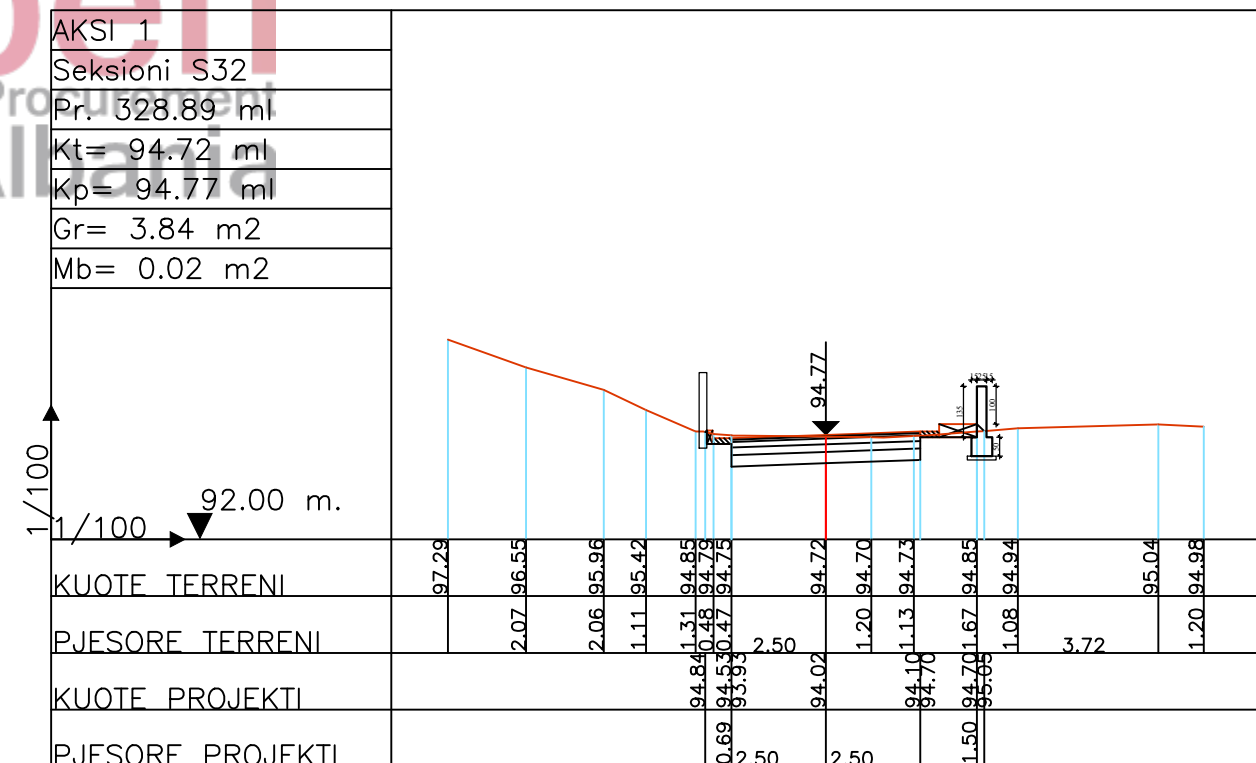 AKSI 1
Seksioni S32
Pr. 328.89 ml
Kt= 94.72 ml
Kp= 94.77 ml
Gr= 3.84 m2
Mb= 0.02 m2
Procurement
Albania
94.77
135
100
1/100
92.00 m.
1/100
KUOTE TERRENI
97.29 96.55 95.96 95.42 94.85 94.79 94.75 94.72 94.70 94.73 94.85 94.94 95.04 94.98
PJESORE TERRENI
2.07 2.06 1.11 1.31 0.48 0.47 2.50 1.20 1.13 1.67 1.08 3.72 1.20
KUOTE PROJEKTI
94.84 94.53 93.93 94.02 94.10 94.70 94.70 95.05
PJESORE PROJEKTI
0.69 2.50 2.50 1.50